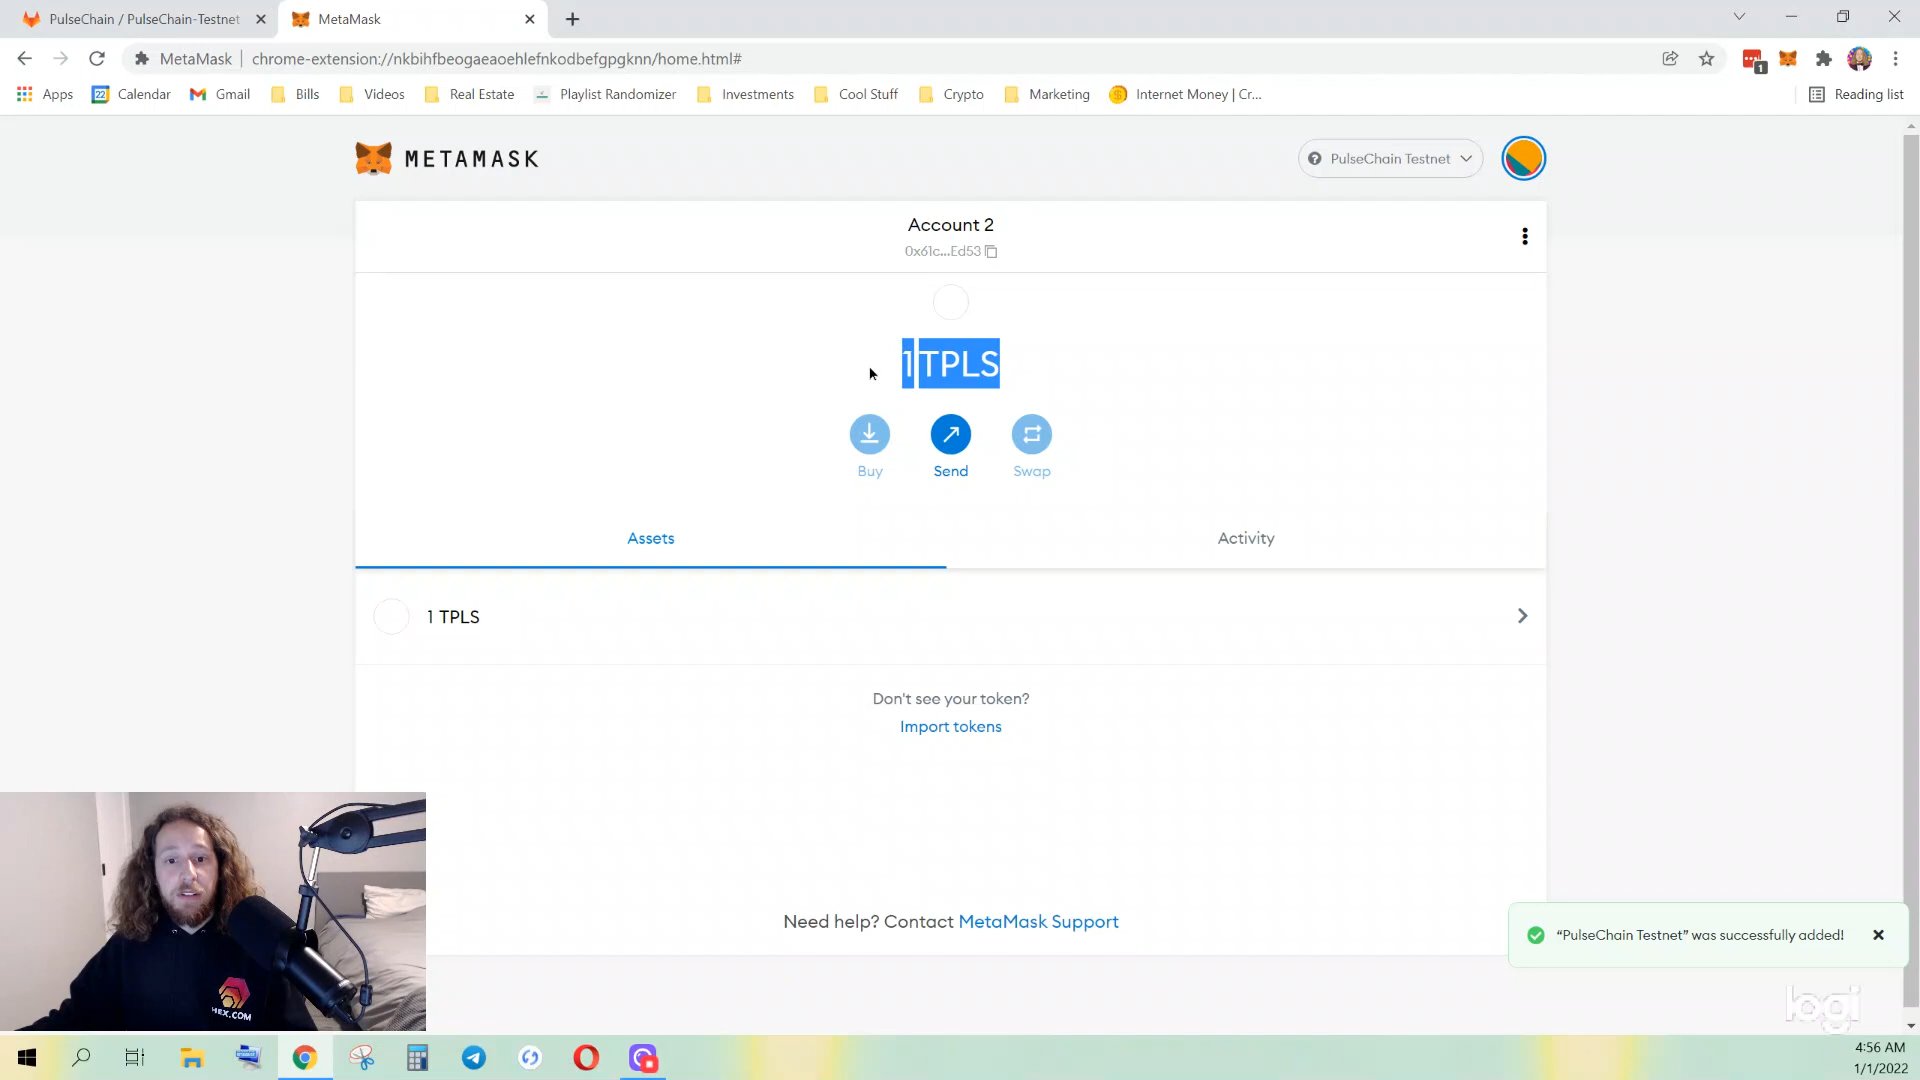 PulseChain / PulseChain-Testnet
MetaMask
MetaMask | chrome-extension://nkbihfbeogaeaoehlefnkodbefgpgknn/home.html#
1
Apps
22 Calendar
Gmail
Bills
Videos
Real Estate
Playlist Randomizer
Investments
Cool Stuff
Crypto
Marketing
Internet Money | Cr...
Reading list
METAMASK
PulseChain Testnet
Account 2
0x61c...Ed53
1 TPLS
Buy
Send
Swap
Assets
Activity
1 TPLS
Don't see your token?
Import tokens
Need help? Contact MetaMask Support
“PulseChain Testnet” was successfully added!
HEX.COM
logi
4:56 AM
1/1/2022